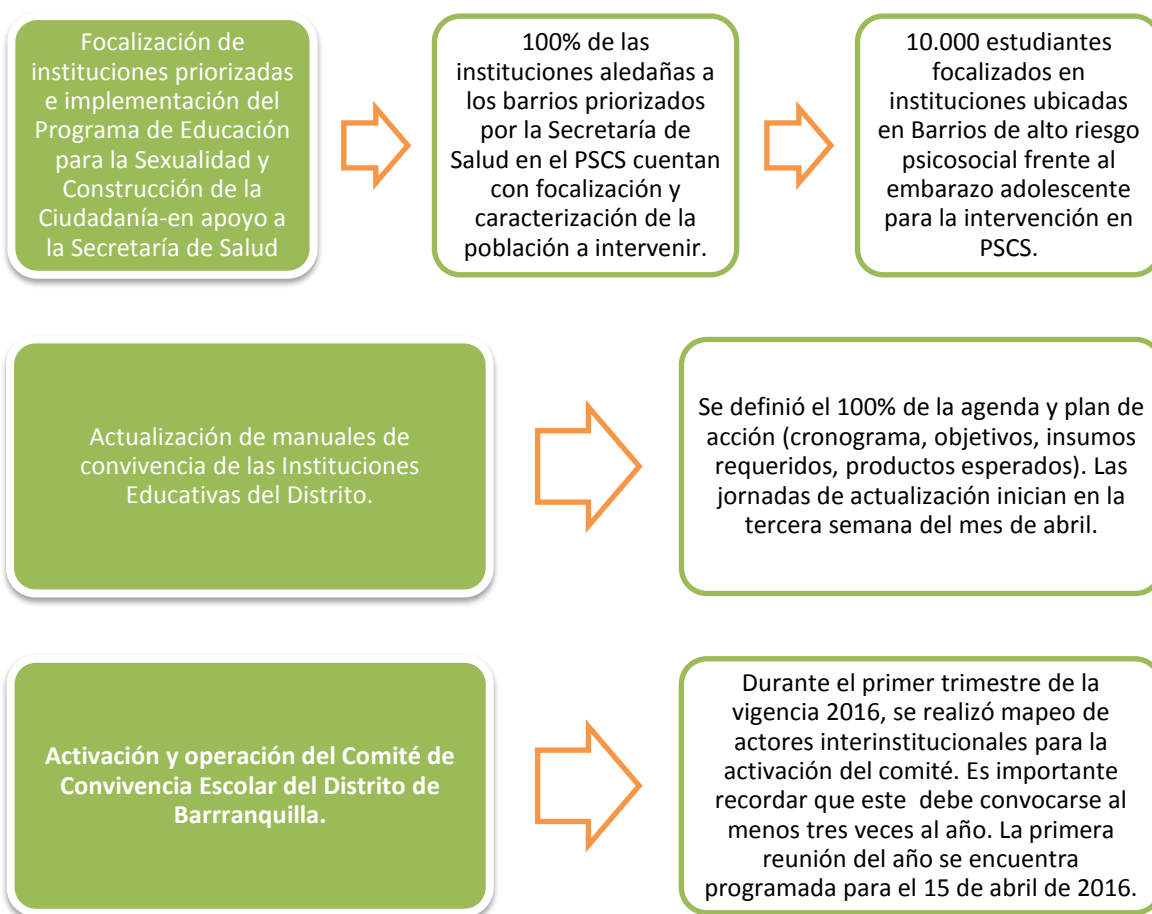 Focalización de
instituciones priorizadas
e implementación del
Programa de Educación
para la Sexualidad y
Construcción de la
Ciudadanía-en apoyo a
la Secretaría de Salud
100% de las
instituciones aledañas a
los barrios priorizados
por la Secretaría de
Salud en el PSCS cuentan
con focalización y
caracterización de la
población a intervenir.
10.000 estudiantes
focalizados en
instituciones ubicadas
en Barrios de alto riesgo
psicosocial frente al
embarazo adolescente
para la intervención en
PSCS.
Actualización de manuales de
convivencia de las Instituciones
Educativas del Distrito.
Se definió el 100% de la agenda y plan de
acción (cronograma, objetivos, insumos
requeridos, productos esperados). Las
jornadas de actualización inician en la
tercera semana del mes de abril.
Activación y operación del Comité de
Convivencia Escolar del Distrito de
Barrranquilla.
Durante el primer trimestre de la
vigencia 2016, se realizó mapeo de
actores interinstitucionales para la
activación del comité. Es importante
recordar que este  debe convocarse al
menos tres veces al año. La primera
reunión del año se encuentra
programada para el 15 de abril de 2016.